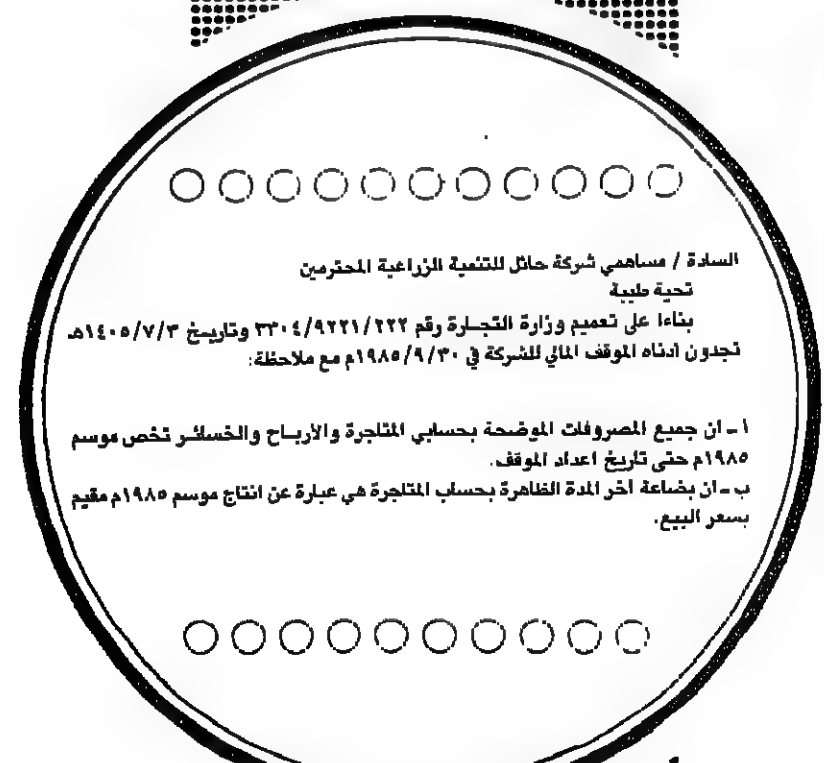 السادة / مساهمي شركة حائل للتنمية الزراعية المحترمين
تحية طيبة
بناءا على تعميم وزارة التجارة رقم ٣٣٠٤/٩٢٢١/٢٢٢ وتاريخ ١٤٠٥/٧/٣هـ
تجدون أدناه الموقف المالي للشركة في ١٩٨٥/٩/٣٠م مع ملاحظة:
أ ـ ان جميع المصروفات الموضحة بحسابي المتاجرة والأرباح والخسائر تخص موسم
١٩٨٥م حتى تاريخ اعداد الموقف.
ب ـ ان بضاعة آخر المدة الظاهرة بحساب المتاجرة هي عبارة عن انتاج موسم ١٩٨٥م مقيم
بسعر البيع.